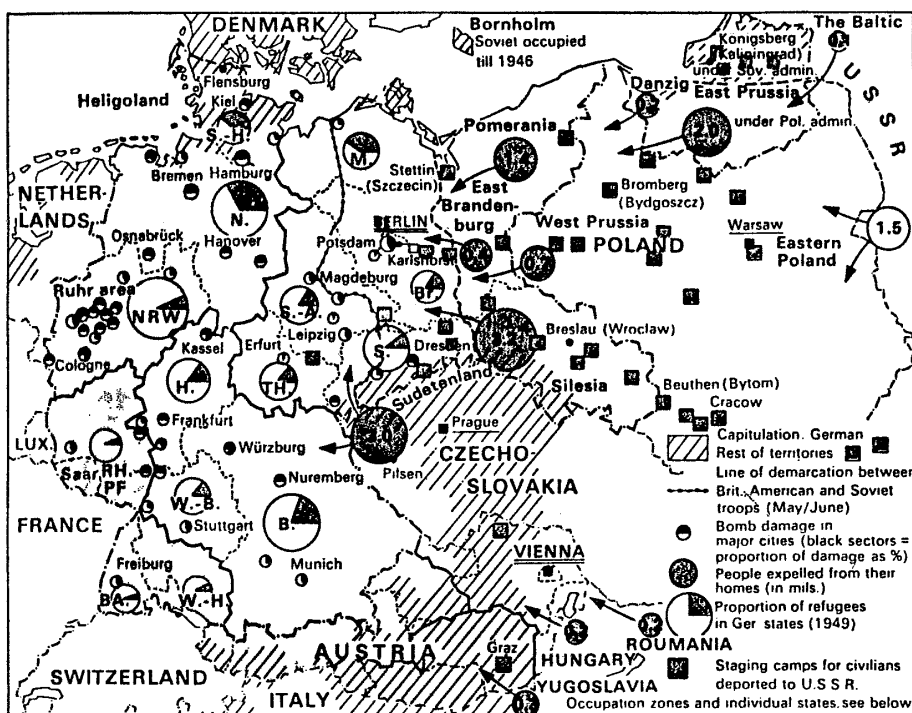 DENMARK
Bornholm
Soviet occupied
till 1946
The Baltic
Königsberg
(Kaliningrad)
under Sov. admin.
East Prussia
under Pol. admin.
U S S R
Flensburg
Heligoland
Kiel
S.-H.
Danzig
Pomerania
1.4
2.0
M.
Stettin
(Szczecin)
Bremen
Hamburg
NETHER-
LANDS
N.
East
Branden-
burg
Bromberg
(Bydgoszcz)
BERLIN
West Prussia
Warsaw
1.5
Osnabrück
Hanover
Potsdam
Karlshorst
POLAND
Eastern
Poland
Magdeburg
Ruhr area
NRW
S.-A.
Leipzig
Kassel
Erfurt
S.
Dresden
Breslau (Wroclaw)
Cologne
H.
TH.
Sudetenland
Silesia
Beuthen (Bytom)
Cracow
Frankfurt
LUX.
Würzburg
Prague
Pilsen
CZECHO-
SLOVAKIA
Saar
RH.
PF
Nuremberg
W.-B.
Stuttgart
B.
FRANCE
Munich
VIENNA
Freiburg
BA.
W.-H
AUSTRIA
Graz
HUNGARY
ROUMANIA
YUGOSLAVIA
SWITZERLAND
ITALY
Capitulation. German
Rest of territories
Line of demarcation between
Brit. American and Soviet
troops (May/June)
Bomb damage in
major cities (black sectors =
proportion of damage as %)
People expelled from their
homes (in mils.)
Proportion of refugees
in Ger states (1949)
Staging camps for civilians
deported to U.S S R.
Occupation zones and individual states, see below